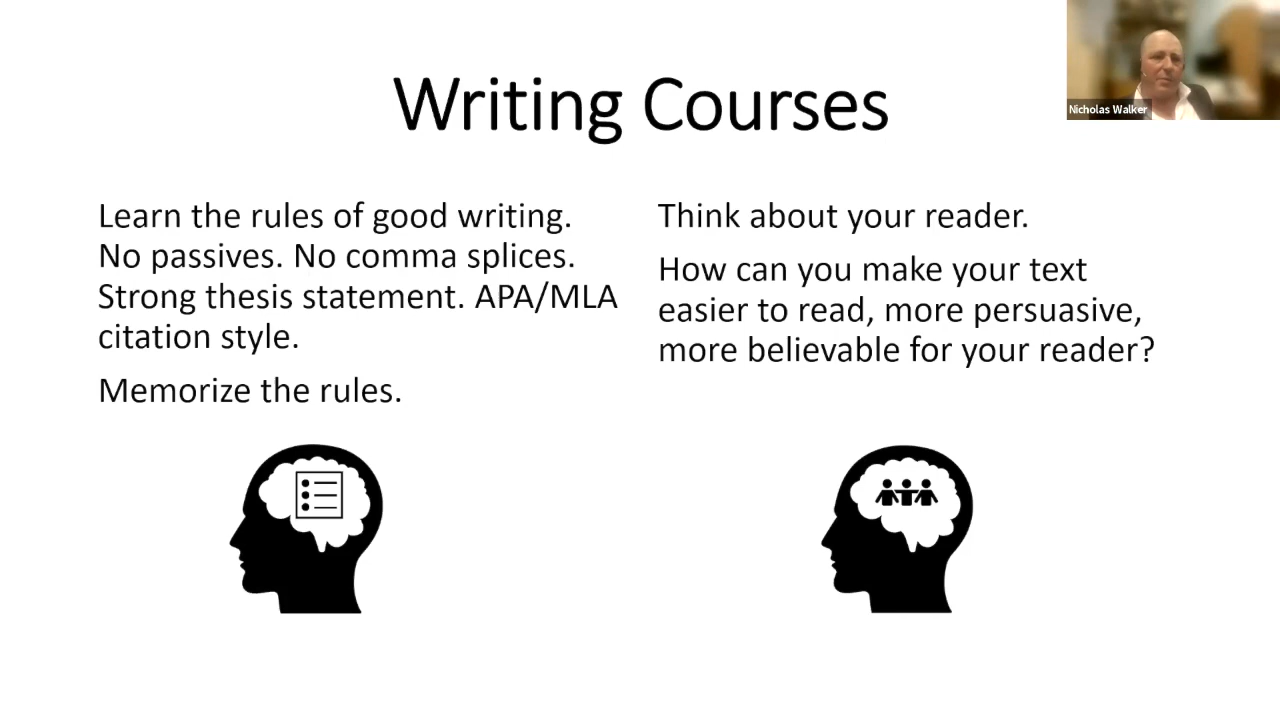 Writing Courses
Nicholas Walker
Learn the rules of good writing.
No passives. No comma splices.
Strong thesis statement. APA/MLA
citation style.
Memorize the rules.
Think about your reader.
How can you make your text
easier to read, more persuasive,
more believable for your reader?